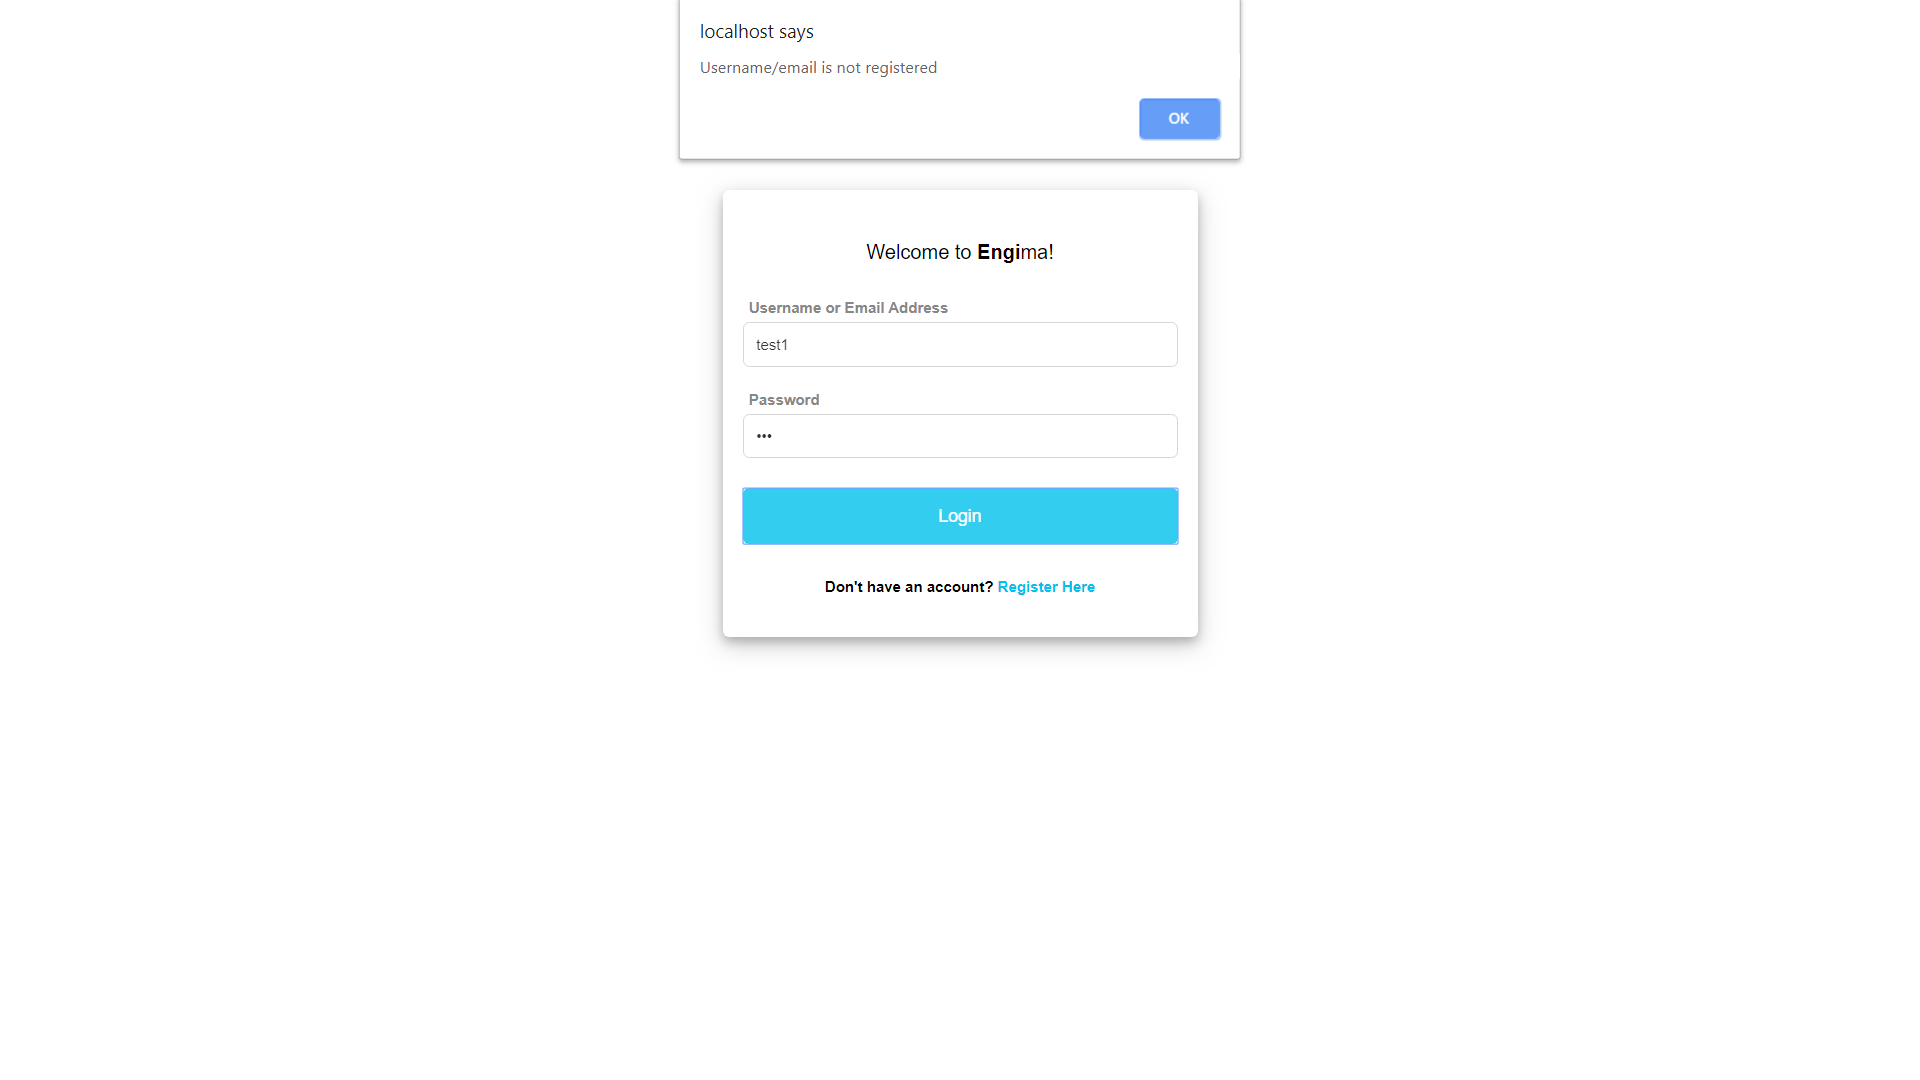 localhost says
Username/email is not registered
OK
Welcome to Engima!
Username or Email Address
test1
Password
•••
Login
Don't have an account? Register Here